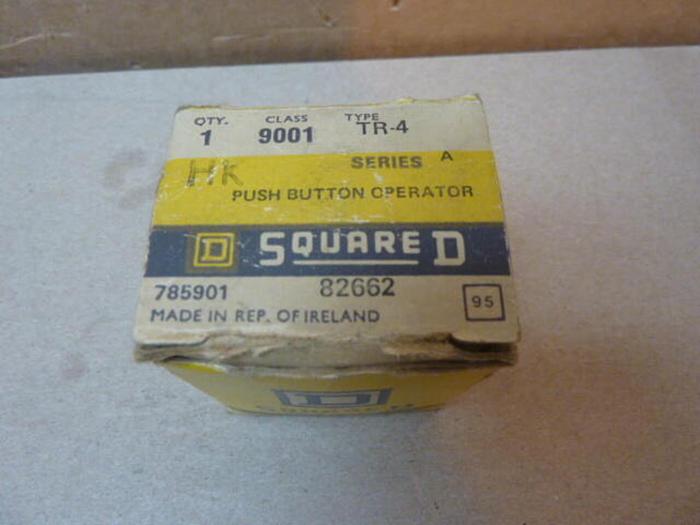 QTY. CLASS TYPE
1 9001 TR-4
HK SERIES A
PUSH BUTTON OPERATOR
D SQUARE D
785901 82662
MADE IN REP. OF IRELAND 95
D
SQUARE D